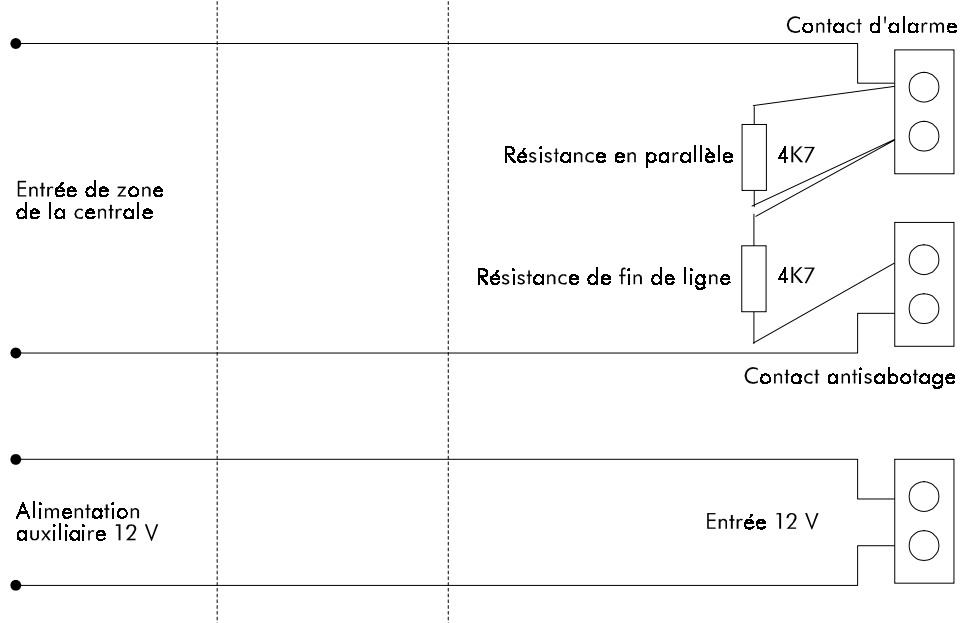 Contact d'alarme
Résistance en parallèle
4K7
Entrée de zone
de la centrale
Résistance de fin de ligne
4K7
Contact antisabotage
Alimentation
auxiliaire 12 V
Entrée 12 V